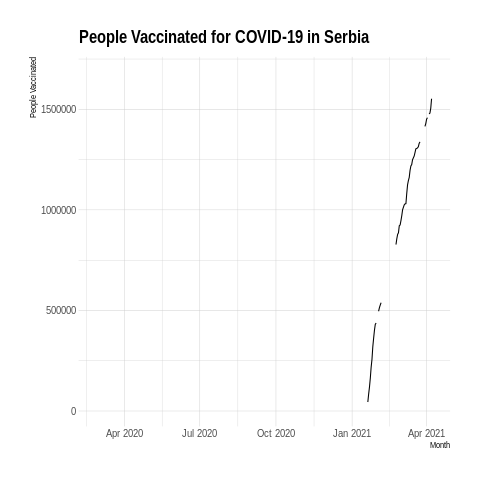 People Vaccinated for COVID-19 in Serbia
People Vaccinated
1500000
1000000
500000
0
Apr 2020 Jul 2020 Oct 2020 Jan 2021 Apr 2021
Month